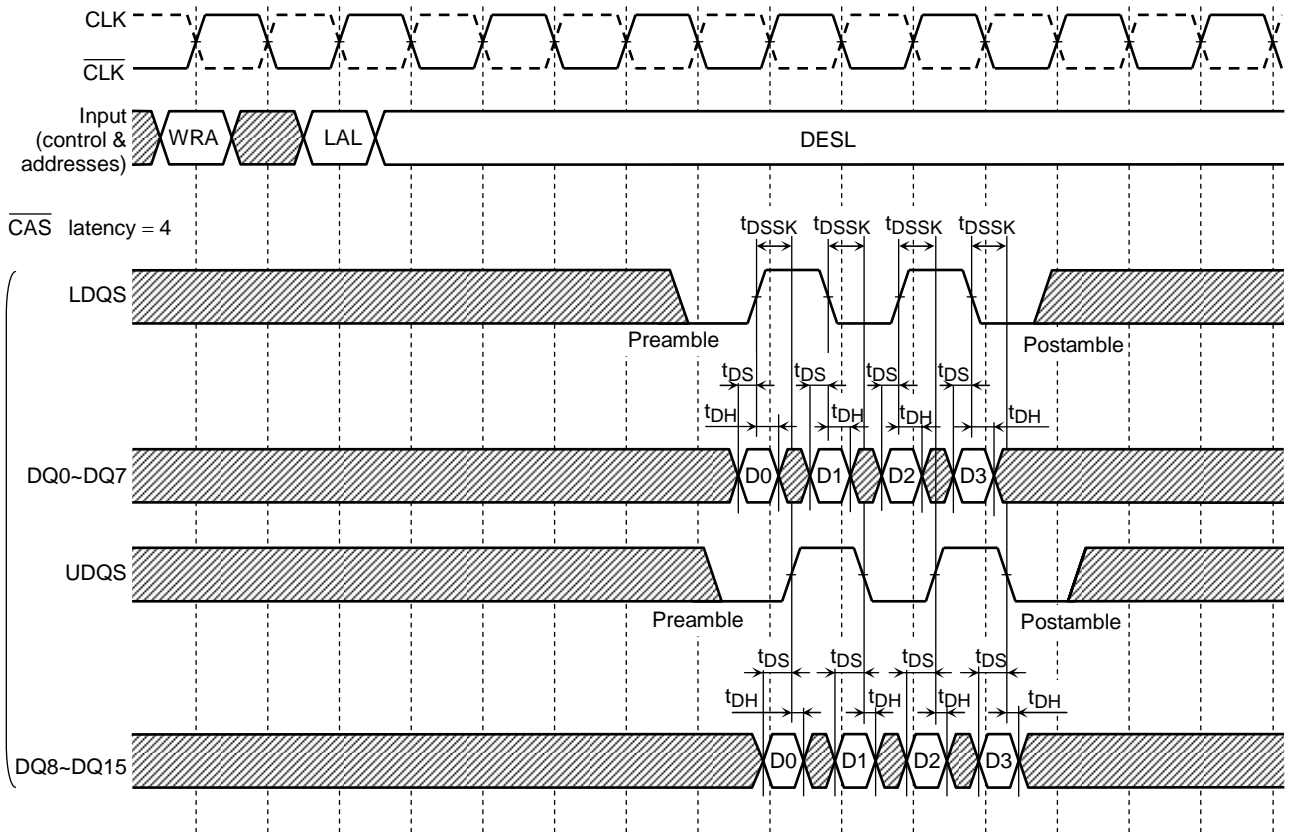 CLK
CLK
Input
(control &
addresses)
WRA
LAL
DESL
CAS latency = 4
tDSSK tDSSK tDSSK tDSSK
LDQS
Preamble
Postamble
tDS tDS tDS tDS
tDH tDH tDH tDH
DQ0~DQ7
D0 D1 D2 D3
UDQS
Preamble
Postamble
tDS tDS tDS tDS
tDH tDH tDH tDH
DQ8~DQ15
D0 D1 D2 D3